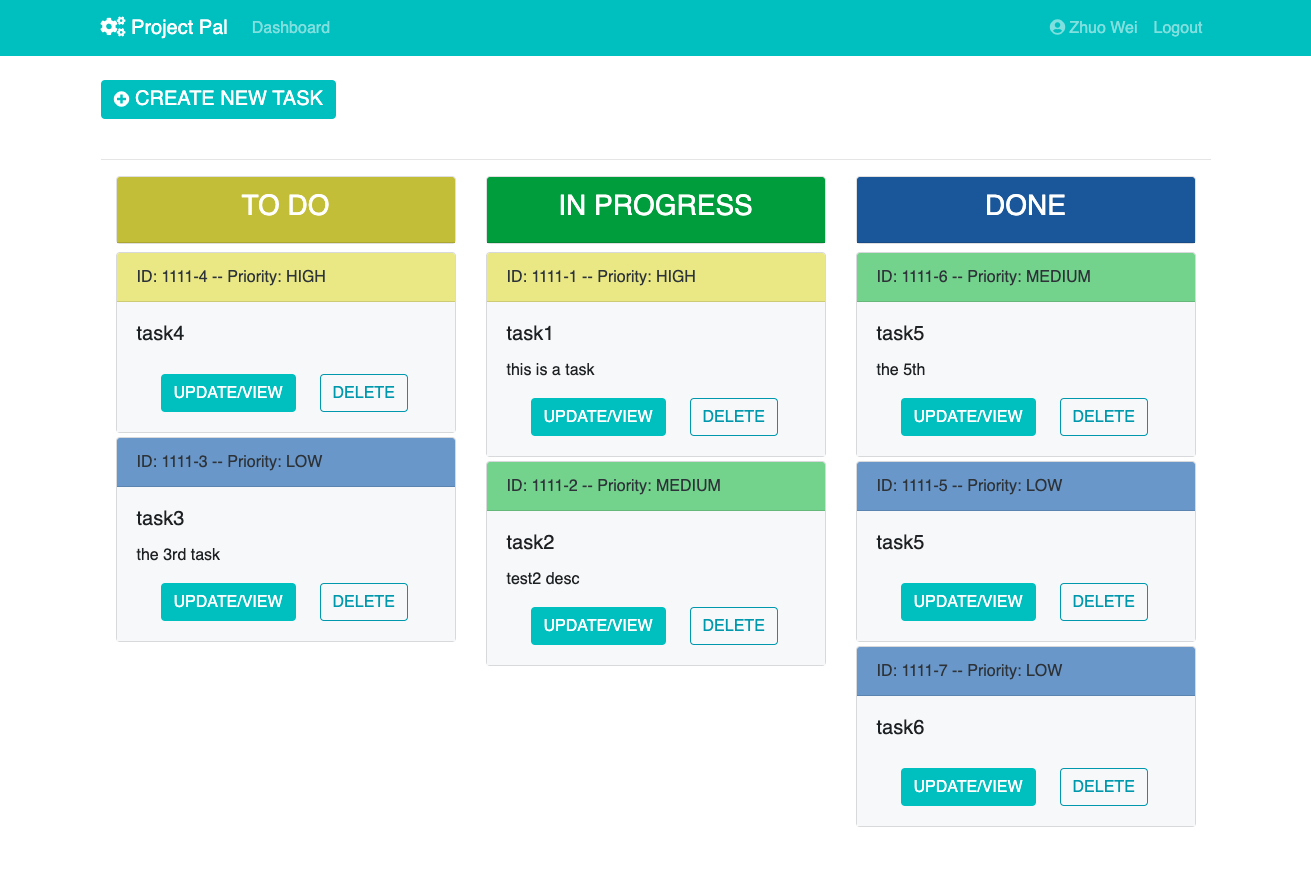 Project Pal Dashboard Zhuo Wei Logout
CREATE NEW TASK
TO DO
ID: 1111-4 -- Priority: HIGH
task4
UPDATE/VIEW DELETE
ID: 1111-3 -- Priority: LOW
task3
the 3rd task
UPDATE/VIEW DELETE
IN PROGRESS
ID: 1111-1 -- Priority: HIGH
task1
this is a task
UPDATE/VIEW DELETE
ID: 1111-2 -- Priority: MEDIUM
task2
test2 desc
UPDATE/VIEW DELETE
DONE
ID: 1111-6 -- Priority: MEDIUM
task5
the 5th
UPDATE/VIEW DELETE
ID: 1111-5 -- Priority: LOW
task5
UPDATE/VIEW DELETE
ID: 1111-7 -- Priority: LOW
task6
UPDATE/VIEW DELETE